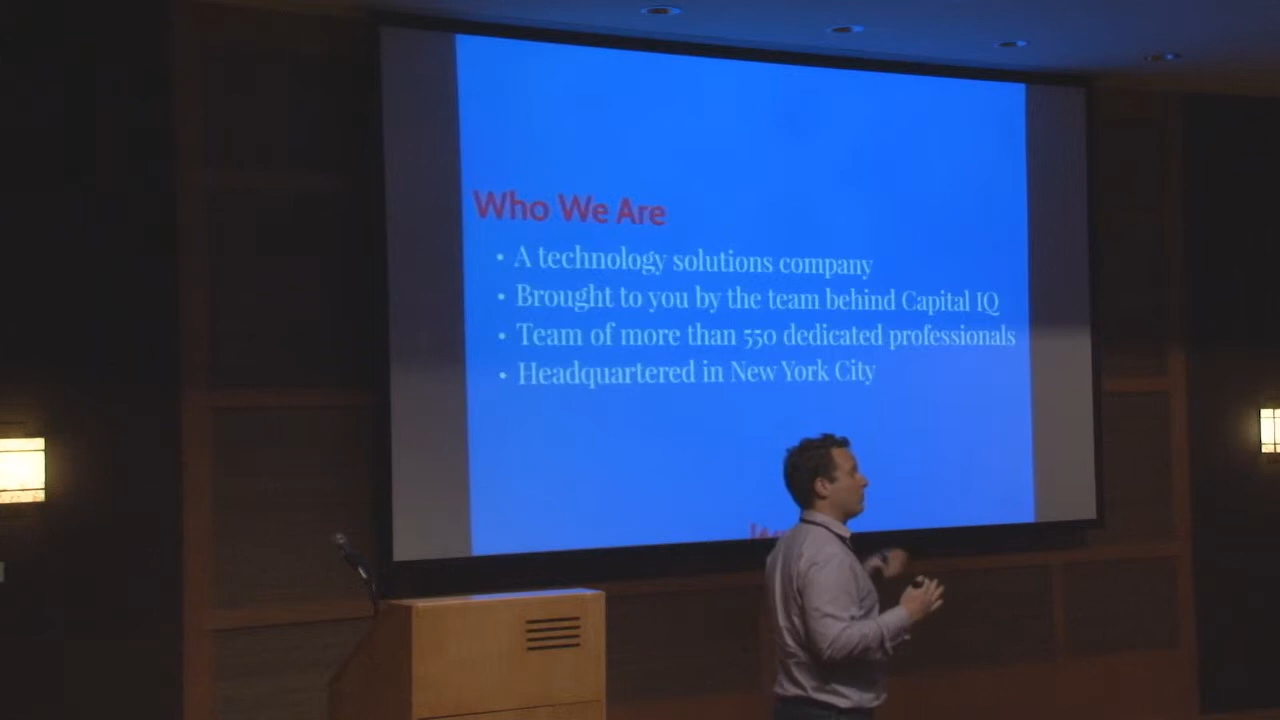 Who We Are
• A technology solutions company
• Brought to you by the team behind Capital IQ
• Team of more than 550 dedicated professionals
• Headquartered in New York City